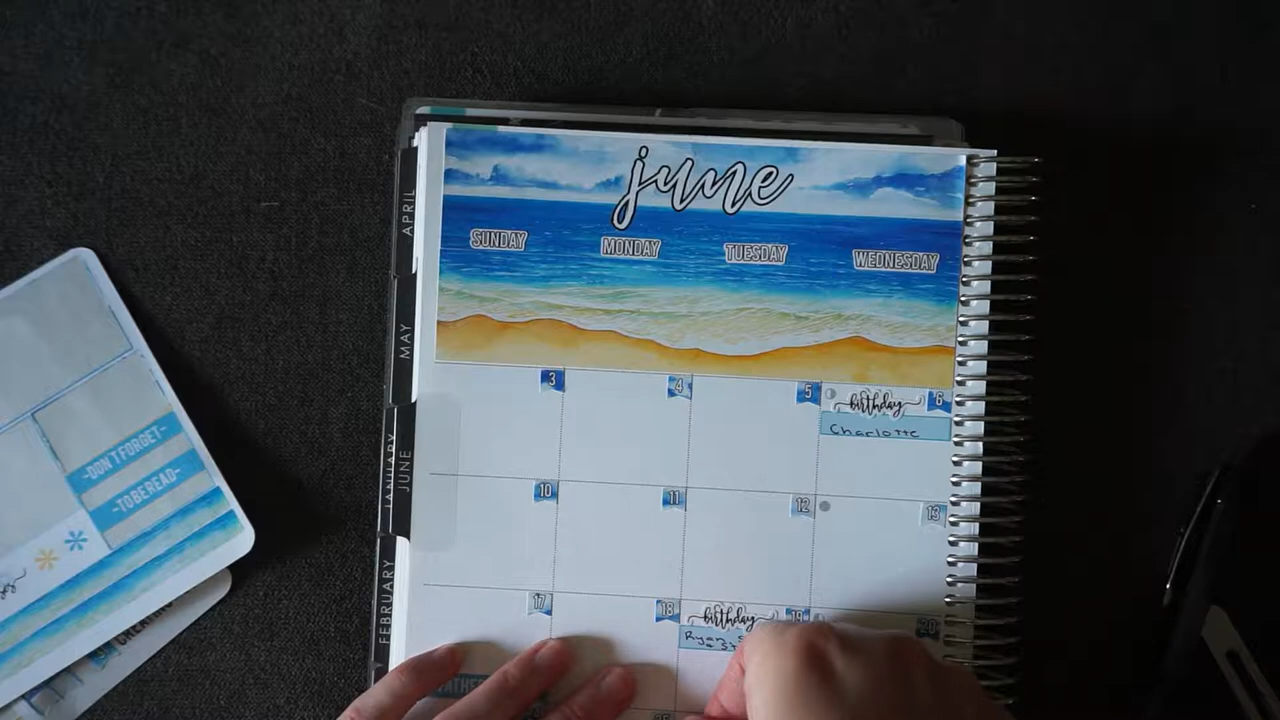 june
SUNDAY MONDAY TUESDAY WEDNESDAY
APRIL
MAY
JANUARY
JUNE
FEBRUARY
3 4 5 6
birthday
Charlotte
10 11 12 13
17 18 19 20
birthday
Ryan
-DON'T FORGET-
-TO BE READ-